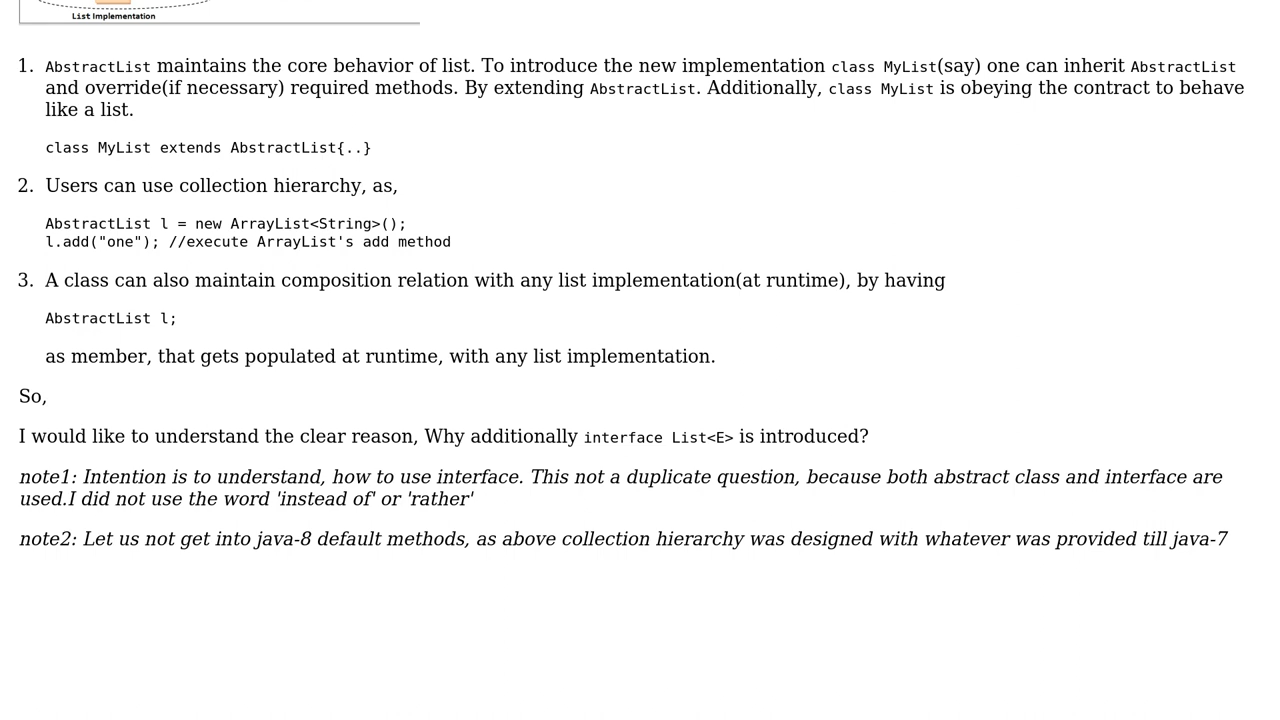 List Implementation
1. AbstractList maintains the core behavior of list. To introduce the new implementation class MyList(say) one can inherit AbstractList
and override(if necessary) required methods. By extending AbstractList. Additionally, class MyList is obeying the contract to behave
like a list.
class MyList extends AbstractList{..}
2. Users can use collection hierarchy, as,
AbstractList l = new ArrayList<String>();
l.add("one"); //execute ArrayList's add method
3. A class can also maintain composition relation with any list implementation(at runtime), by having
AbstractList l;
as member, that gets populated at runtime, with any list implementation.
So,
I would like to understand the clear reason, Why additionally interface List<E> is introduced?
note1: Intention is to understand, how to use interface. This not a duplicate question, because both abstract class and interface are
used.I did not use the word 'instead of' or 'rather'
note2: Let us not get into java-8 default methods, as above collection hierarchy was designed with whatever was provided till java-7